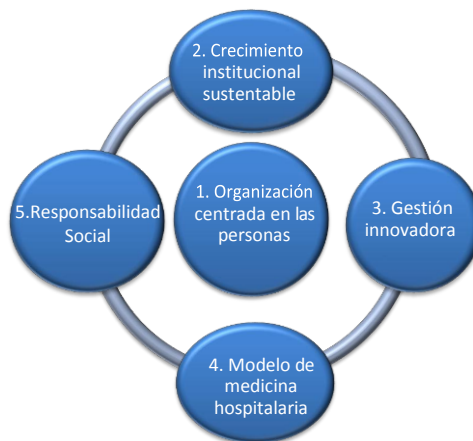 2. Crecimiento
institucional
sustentable
1. Organización
centrada en las
personas
3. Gestión
innovadora
4. Modelo de
medicina
hospitalaria
5.Responsabilidad
Social